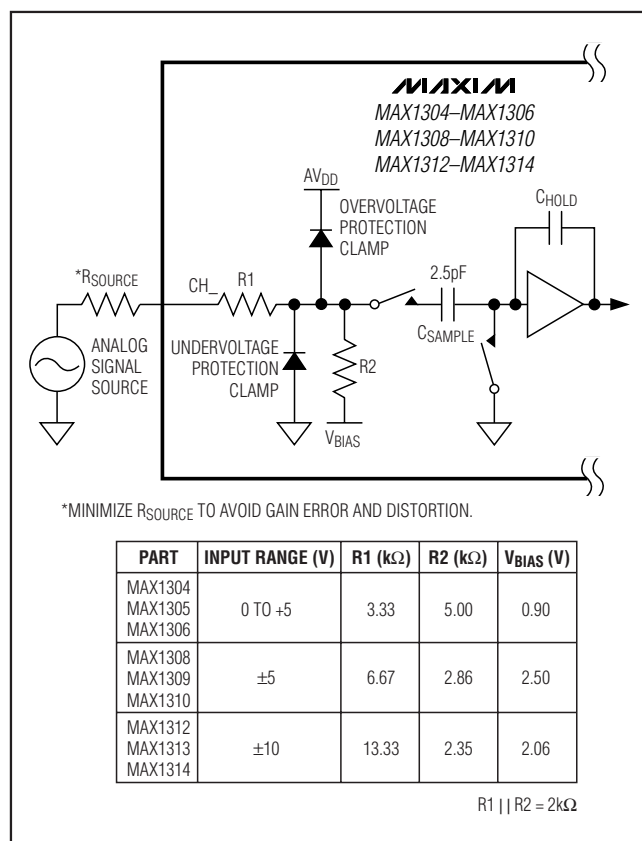 MAXIM
MAX1304–MAX1306
MAX1308–MAX1310
MAX1312–MAX1314
AVDD
OVERVOLTAGE
PROTECTION
CLAMP
CHOLD
*RSOURCE
CH_
R1
2.5pF
CSAMPLE
ANALOG
SIGNAL
SOURCE
UNDERVOLTAGE
PROTECTION
CLAMP
R2
VBIAS
*MINIMIZE RSOURCE TO AVOID GAIN ERROR AND DISTORTION.
PART INPUT RANGE (V) R1 (kΩ) R2 (kΩ) VBIAS (V)
MAX1304
MAX1305 0 TO +5 3.33 5.00 0.90
MAX1306
MAX1308
MAX1309 ±5 6.67 2.86 2.50
MAX1310
MAX1312
MAX1313 ±10 13.33 2.35 2.06
MAX1314
R1 || R2 = 2kΩ